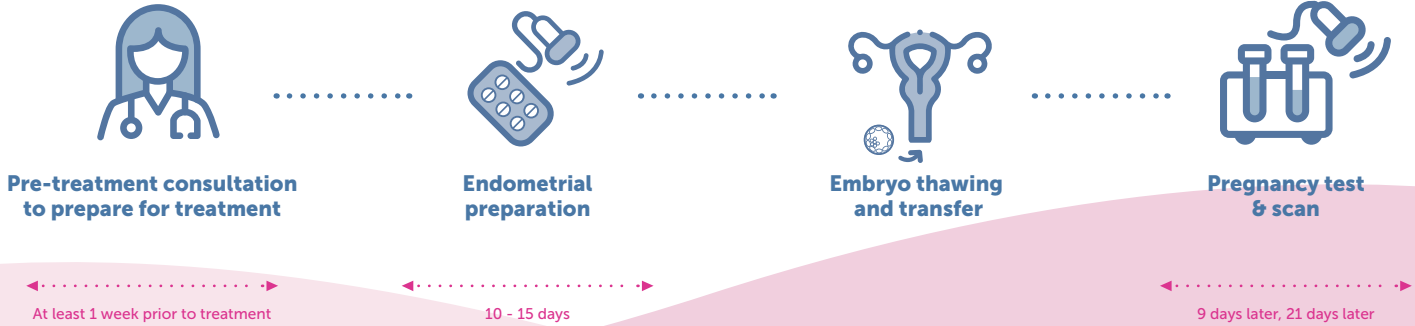 Pre-treatment consultation
to prepare for treatment
Endometrial
preparation
Embryo thawing
and transfer
Pregnancy test
& scan
At least 1 week prior to treatment
10 - 15 days
9 days later, 21 days later